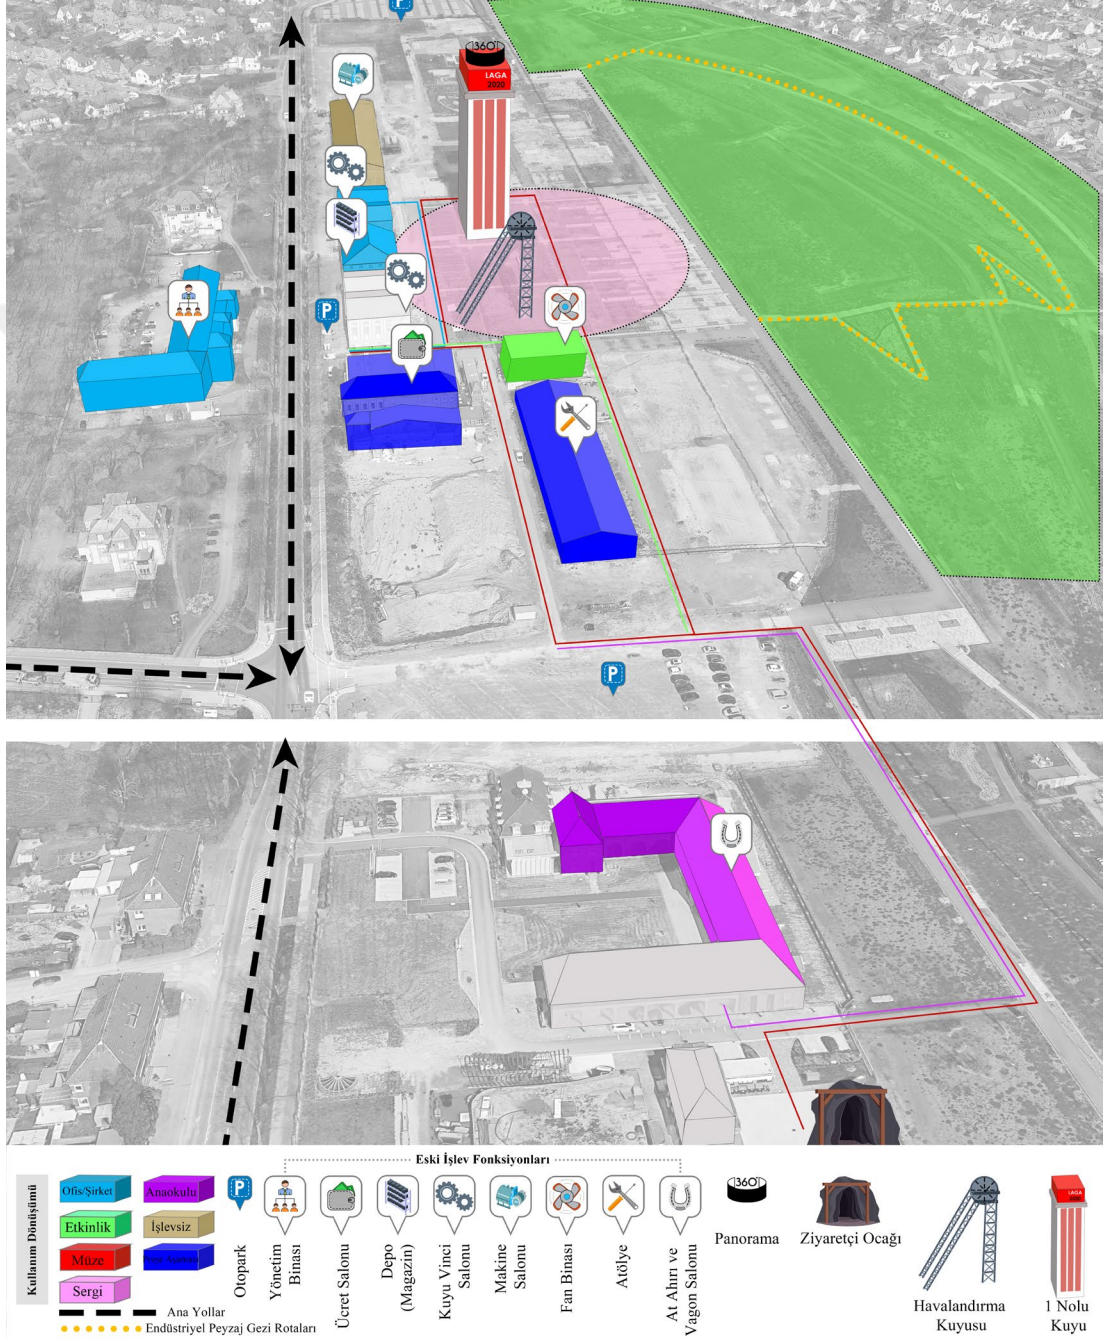 P
360°
LAGA
2020
P
P
Eski İşlev Fonksiyonları
Kullanım Dönüşümü
Ofis/Şirket
Anaokulu
Etkinlik
İşlevsiz
Müze
Sergi
Ana Yollar
Endüstriyel Peyzaj Gezi Rotaları
P
Otopark
Yönetim
Binası
Ücret Salonu
Depo
(Magazin)
Kuyu Vinci
Salonu
Makine
Salonu
Fan Binası
Atölye
At Ahırı ve
Vagon Salonu
360°
Panorama
Ziyaretçi Ocağı
Havalandırma
Kuyusu
LAGA
2020
1 Nolu
Kuyu